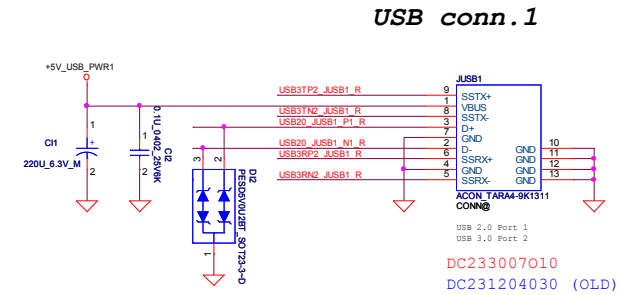 USB conn.1
+5V_USB_PWR1
JUSB1
USB3TP2_JUSB1_R 9 SSTX+
1 VBUS
USB3TN2_JUSB1_R 8 SSTX-
USB20_JUSB1_P1_R 3 D+
7 GND
USB20_JUSB1_N1_R 2 D- GND 10
USB3RP2_JUSB1_R 6 SSRX+ GND 11
4 GND GND 12
USB3RN2_JUSB1_R 5 SSRX- GND 13
ACON_TARA4-9K1311
CONN@
1
+
CI1
220U_6.3V_M
2
1
2
0.1U_0402_25V6K
CI2
3
2
1
DI2
PESD5V0U2BT_SOT23-3~D
USB 2.0 Port 1
USB 3.0 Port 2
DC233007O10
DC231204030 (OLD)